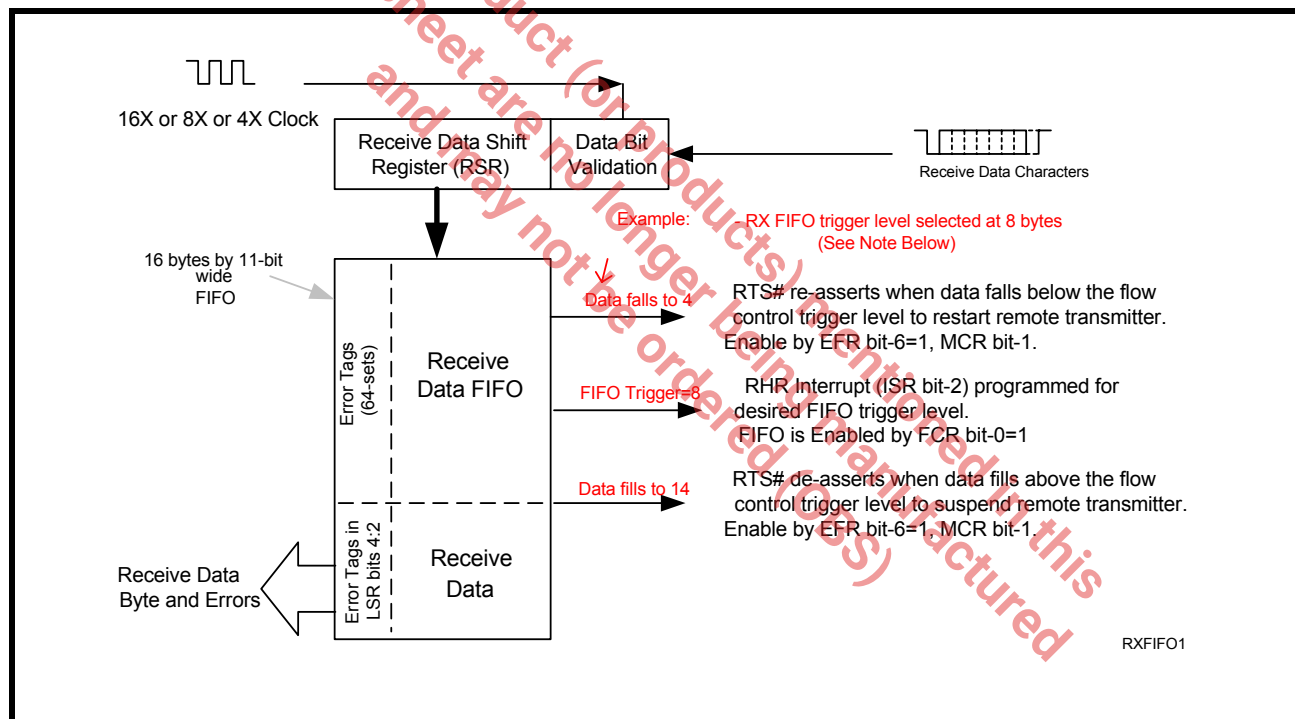 16X or 8X or 4X Clock
Receive Data Shift
Register (RSR)
Data Bit
Validation
Receive Data Characters
Example: - RX FIFO trigger level selected at 8 bytes
(See Note Below)
16 bytes by 11-bit
wide
FIFO
Data falls to 4
RTS# re-asserts when data falls below the flow
control trigger level to restart remote transmitter.
Enable by EFR bit-6=1, MCR bit-1.
Error Tags
(64-sets)
Receive
Data FIFO
FIFO Trigger=8
RHR Interrupt (ISR bit-2) programmed for
desired FIFO trigger level.
FIFO is Enabled by FCR bit-0=1
Data fills to 14
RTS# de-asserts when data fills above the flow
control trigger level to suspend remote transmitter.
Enable by EFR bit-6=1, MCR bit-1.
Error Tags in
LSR bits 4:2
Receive
Data
Receive Data
Byte and Errors
RXFIFO1
duct (or products) mentioned in this
heet are no longer being manufactured
and may not be ordered (OBS)